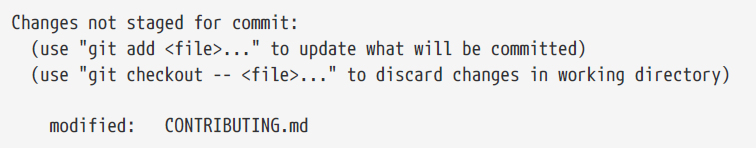 Changes not staged for commit:
(use "git add <file>..." to update what will be committed)
(use "git checkout -- <file>..." to discard changes in working directory)
modified: CONTRIBUTING.md